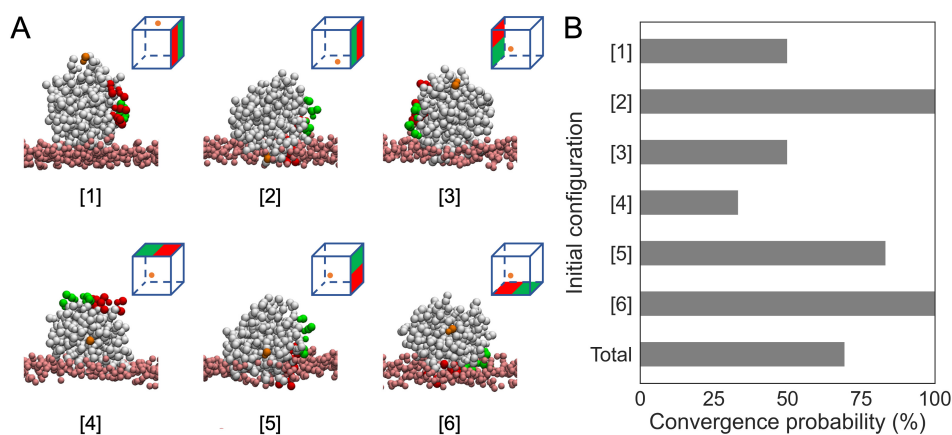 A
[1]
[2]
[3]
[4]
[5]
[6]
B
Initial configuration
[1]
[2]
[3]
[4]
[5]
[6]
Total
0 25 50 75 100
Convergence probability (%)